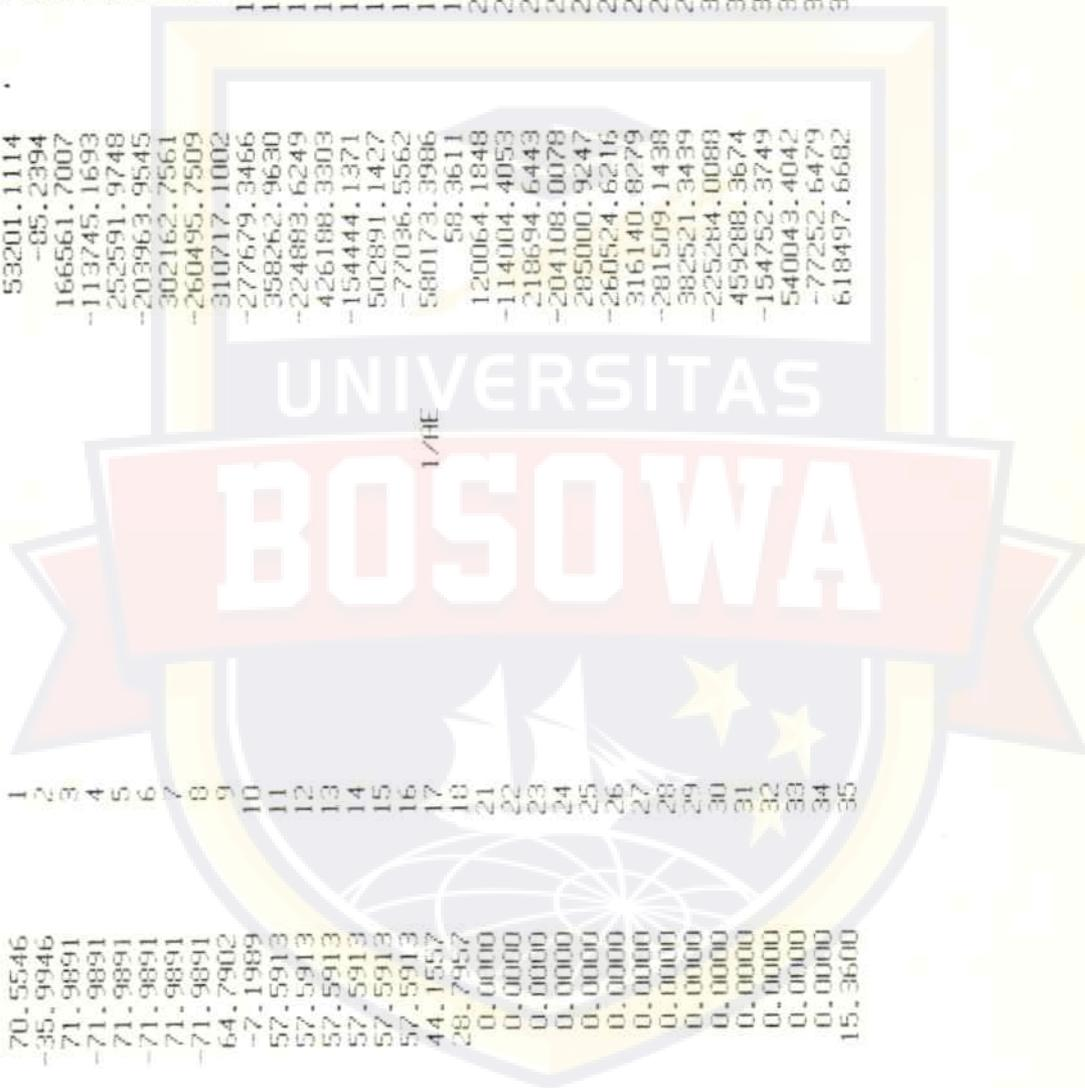 70.5546 1 53201.1114
-35.9946 2 -85.2394
71.9891 3 166561.7007
-71.9891 4 -113745.1693
71.9891 5 252591.9748
-71.9891 6 -203963.9545
71.9891 7 302162.7561
-71.9891 8 -260495.7509
64.7902 9 310717.1002
-7.1989 10 -277679.3466
57.5913 11 358262.9630
57.5913 12 -224883.6249
57.5913 13 426188.3303
57.5913 14 -154444.1371
57.5913 15 502891.1427
57.5913 16 -77036.5562
44.1557 17 1/AE 580173.3986
28.7957 18 58.3611
0.0000 21 120064.1848
0.0000 22 -114004.4053
0.0000 23 218694.6443
0.0000 24 -204108.0078
0.0000 25 285000.9247
0.0000 26 -260524.6216
0.0000 27 316140.8279
0.0000 28 -281509.1438
0.0000 29 382521.3439
0.0000 30 -225284.0088
0.0000 31 459288.3674
0.0000 32 -154752.3749
0.0000 33 540043.4042
0.0000 34 -77252.6479
15.3600 35 618497.6682
UNIVERSITAS
BOSOWA